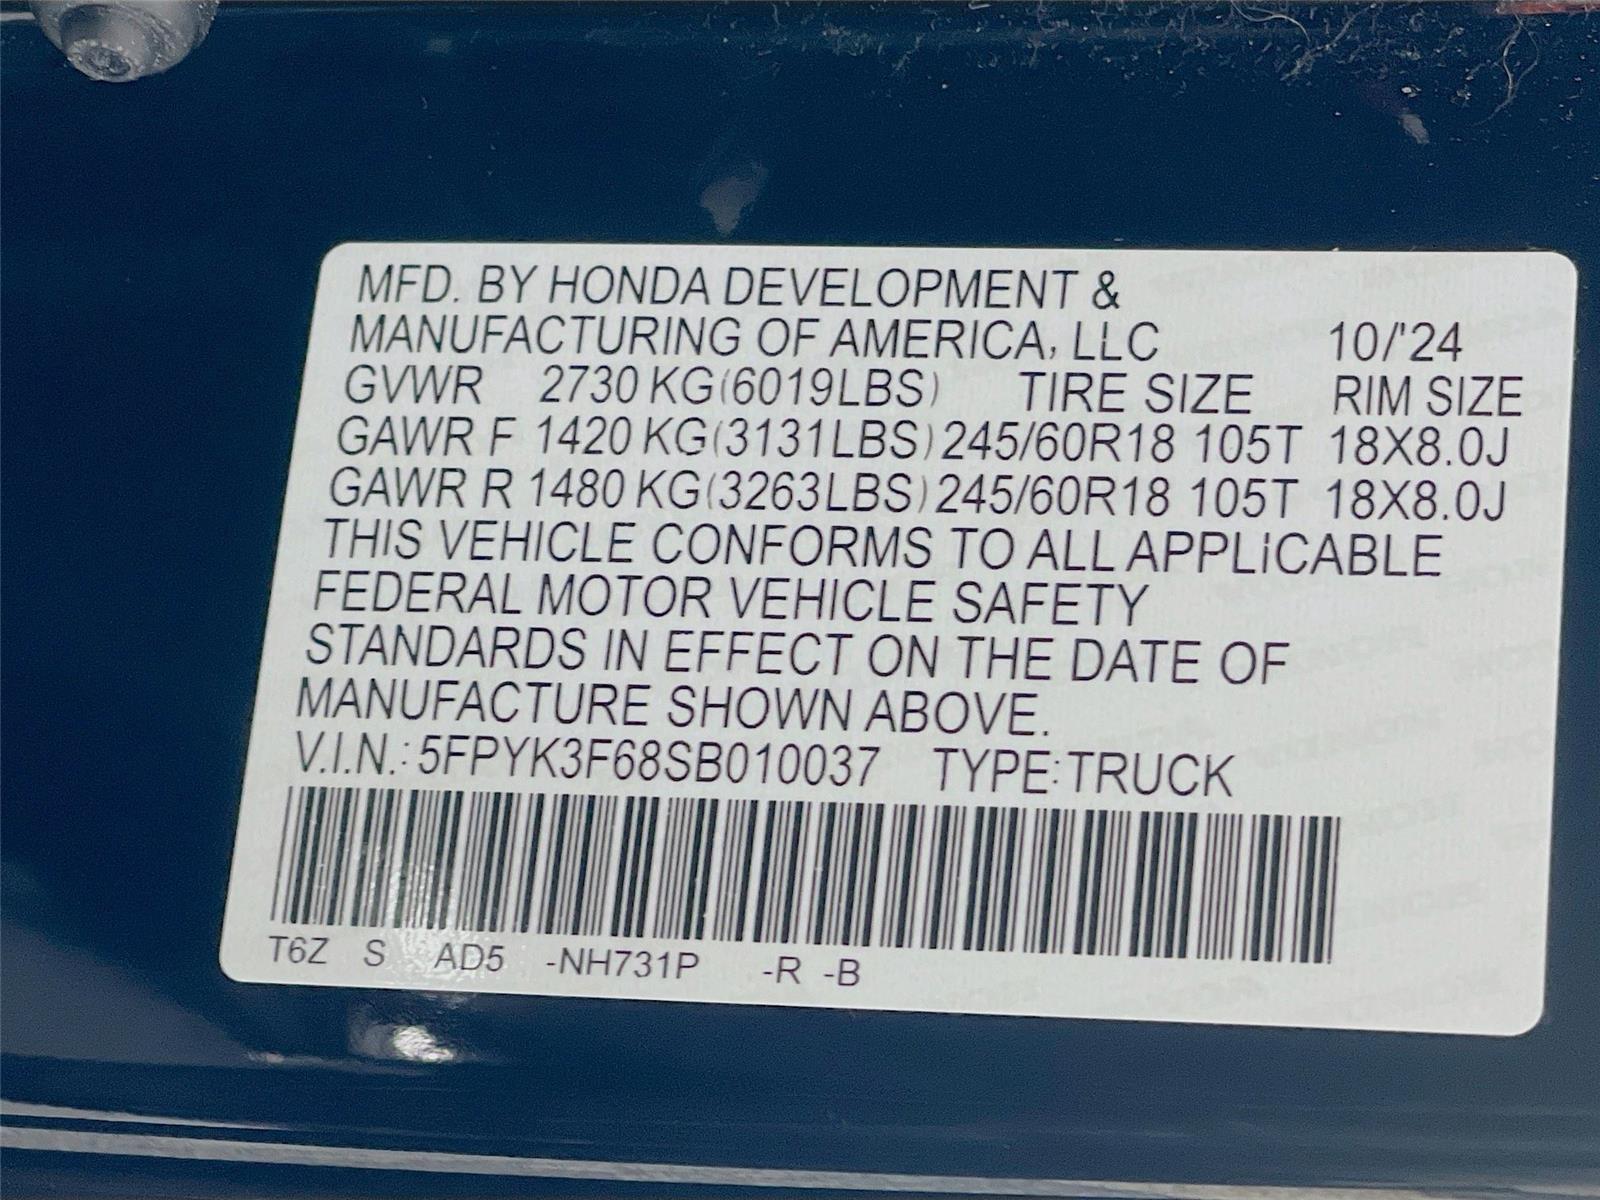 MFD. BY HONDA DEVELOPMENT &
MANUFACTURING OF AMERICA, LLC 10/'24
GVWR 2730 KG(6019LBS) TIRE SIZE RIM SIZE
GAWR F 1420 KG(3131LBS) 245/60R18 105T 18X8.0J
GAWR R 1480 KG(3263LBS) 245/60R18 105T 18X8.0J
THIS VEHICLE CONFORMS TO ALL APPLiCABLE
FEDERAL MOTOR VEHICLE SAFETY
STANDARDS IN EFFECT ON THE DATE OF
MANUFACTURE SHOWN ABOVE.
V.I.N.: 5FPYK3F68SB010037 TYPE:TRUCK
T6Z S AD5 -NH731P -R -B